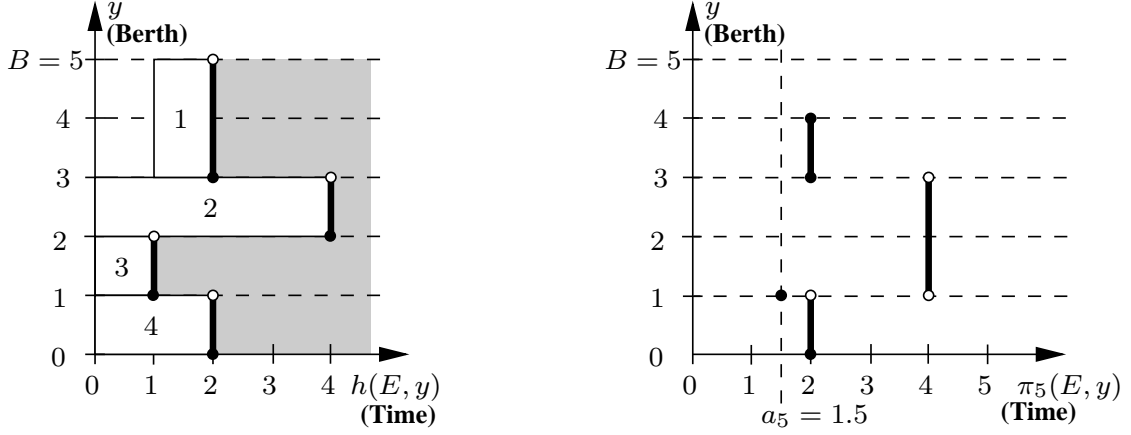 y
(Berth)
B = 5
4
3
2
1
0
1
2
3
4
0 1 2 3 4 h(E, y)
(Time)
y
(Berth)
B = 5
4
3
2
1
0
0 1 2 3 4 5 π₅(E, y)
a₅ = 1.5 (Time)